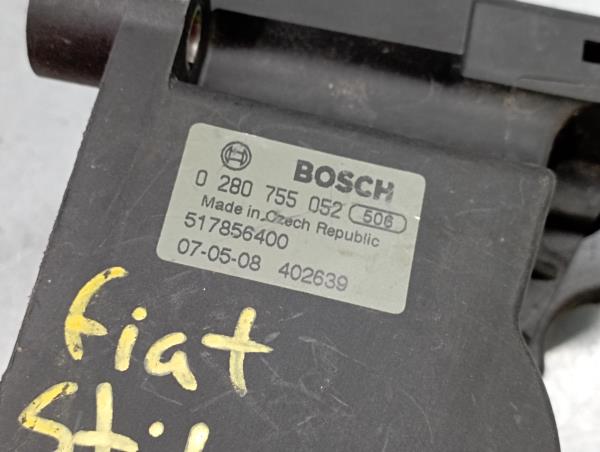 BOSCH
0 280 755 052 506
Made in Czech Republic
517856400
07-05-08 402639
fiat